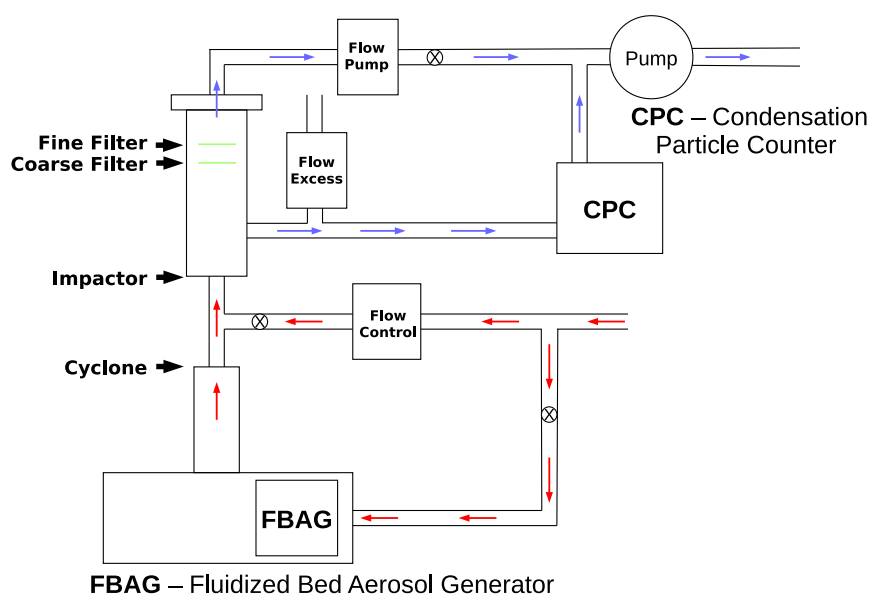 Flow
Pump
Pump
CPC – Condensation
Particle Counter
Fine Filter
Coarse Filter
Flow
Excess
CPC
Impactor
Flow
Control
Cyclone
FBAG
FBAG – Fluidized Bed Aerosol Generator